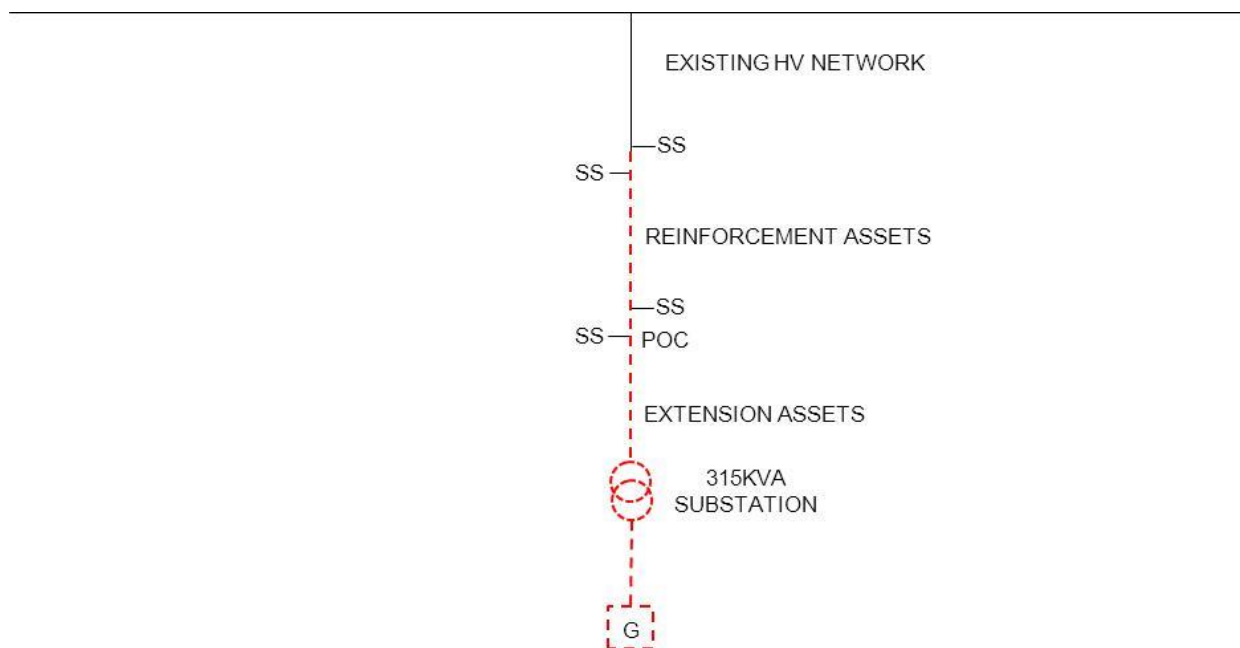 EXISTING HV NETWORK
SS
SS
REINFORCEMENT ASSETS
SS
SS
POC
EXTENSION ASSETS
315KVA
SUBSTATION
G